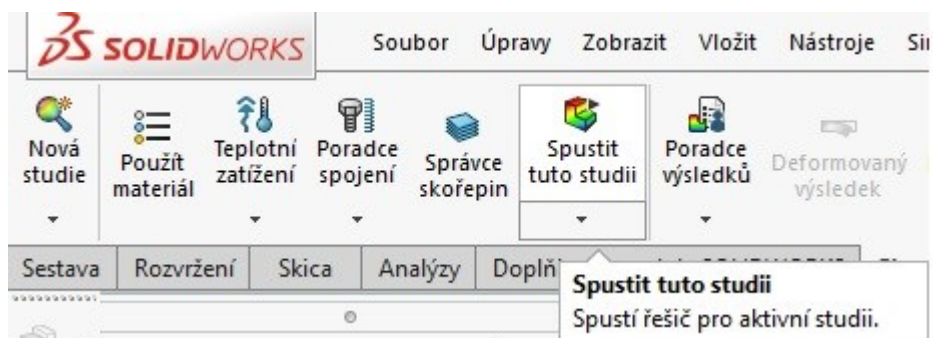 SOLIDWORKS Soubor Úpravy Zobrazit Vložit Nástroje
Nová studie
Použít materiál
Teplotní zatížení
Poradce spojení
Správce skořepin
Spustit tuto studii
Poradce výsledků
Deformovaný výsledek
Sestava Rozvržení Skica Analýzy
Spustit tuto studii
Spustí řešič pro aktivní studii.